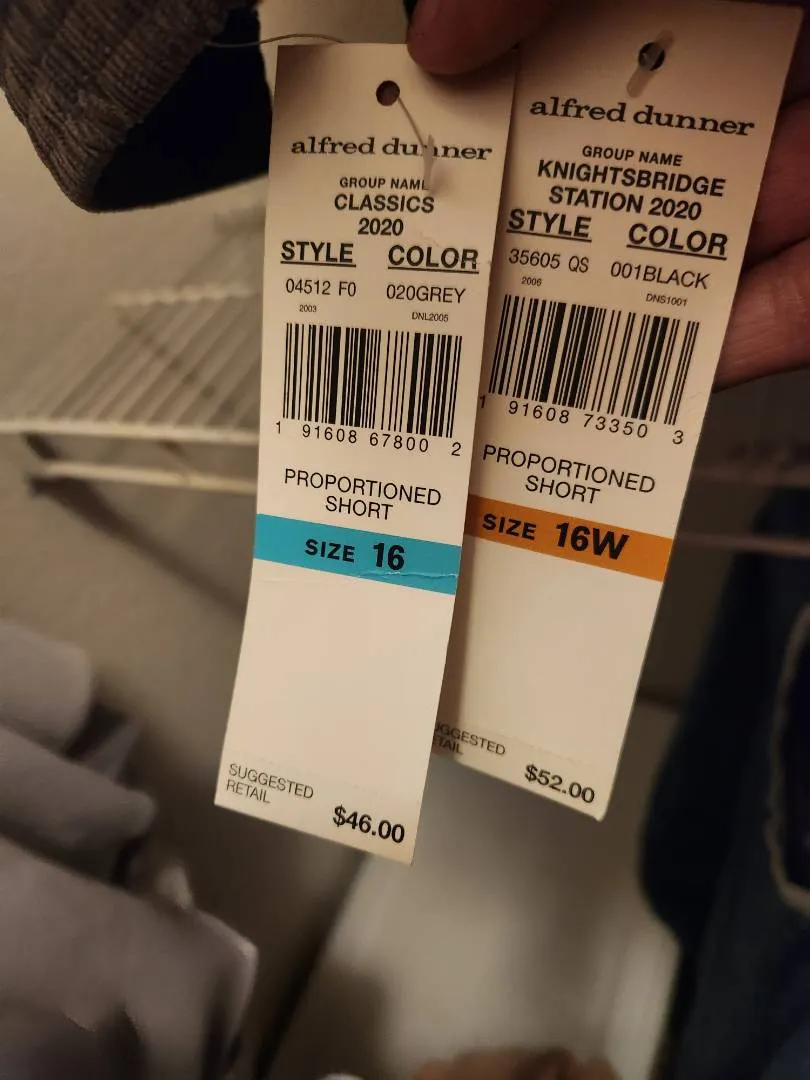 alfred dunner
GROUP NAME
CLASSICS
2020
STYLE COLOR
04512 F0 020GREY
2003 DNL2005
1 91608 67800 2
PROPORTIONED
SHORT
SIZE 16
SUGGESTED
RETAIL
$46.00
alfred dunner
GROUP NAME
KNIGHTSBRIDGE
STATION 2020
STYLE COLOR
35605 QS 001BLACK
2006 DNS1001
1 91608 73350 3
PROPORTIONED
SHORT
SIZE 16W
SUGGESTED
RETAIL
$52.00